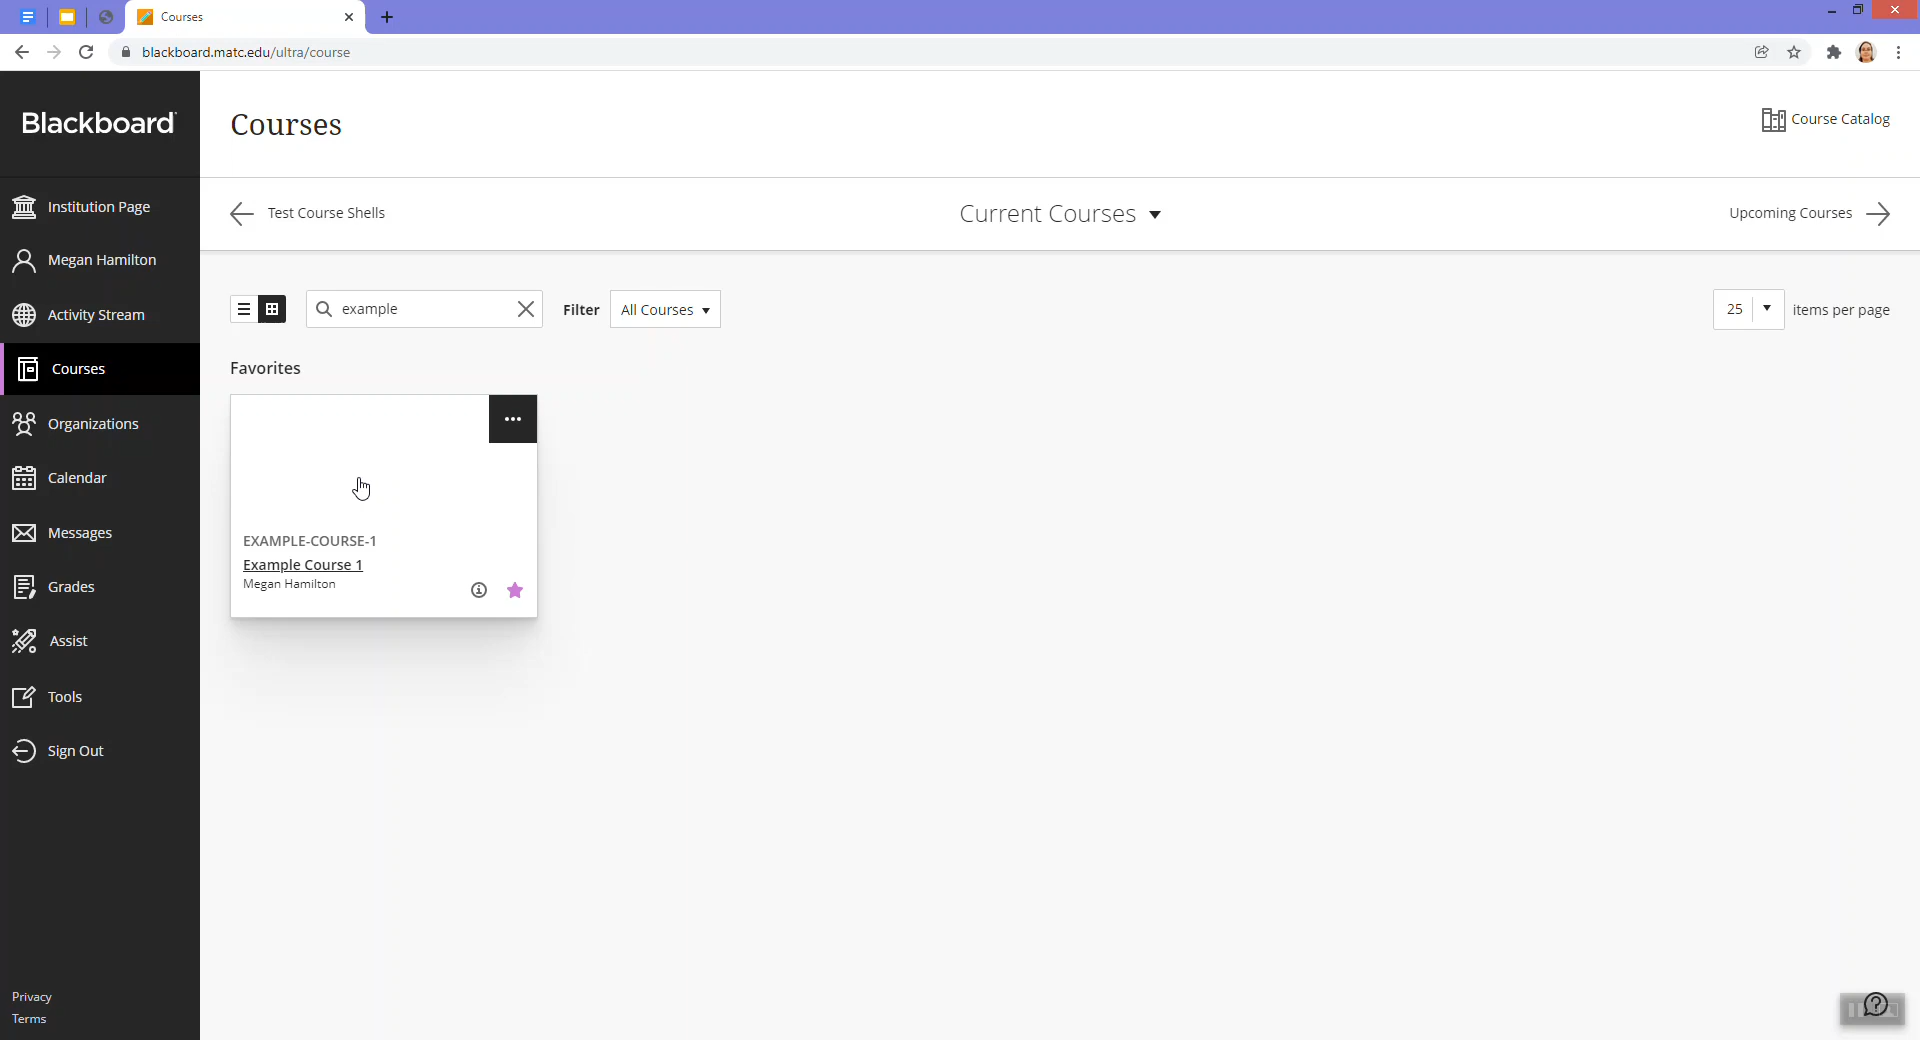 Courses
blackboard.matc.edu/ultra/course
Blackboard
Institution Page
Megan Hamilton
Activity Stream
Courses
Organizations
Calendar
Messages
Grades
Assist
Tools
Sign Out
Privacy
Terms
Courses
Course Catalog
Test Course Shells
Current Courses
Upcoming Courses
example
Filter
All Courses
25
items per page
Favorites
EXAMPLE-COURSE-1
Example Course 1
Megan Hamilton